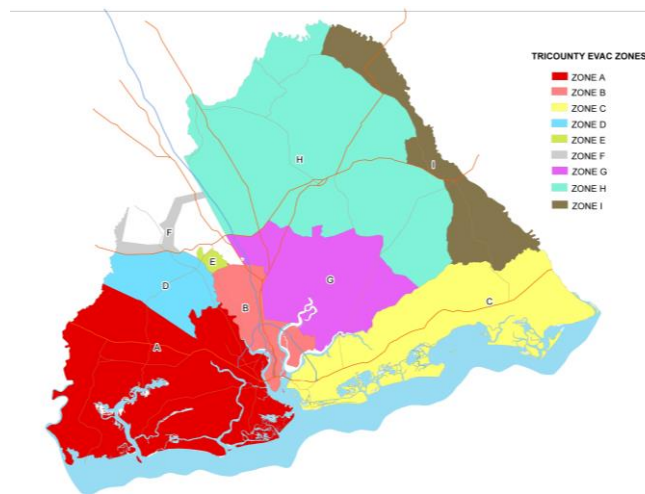 TRICOUNTY EVAC ZONES
ZONE A
ZONE B
ZONE C
ZONE D
ZONE E
ZONE F
ZONE G
ZONE H
ZONE I
H
I
F
E
D
G
B
C
A